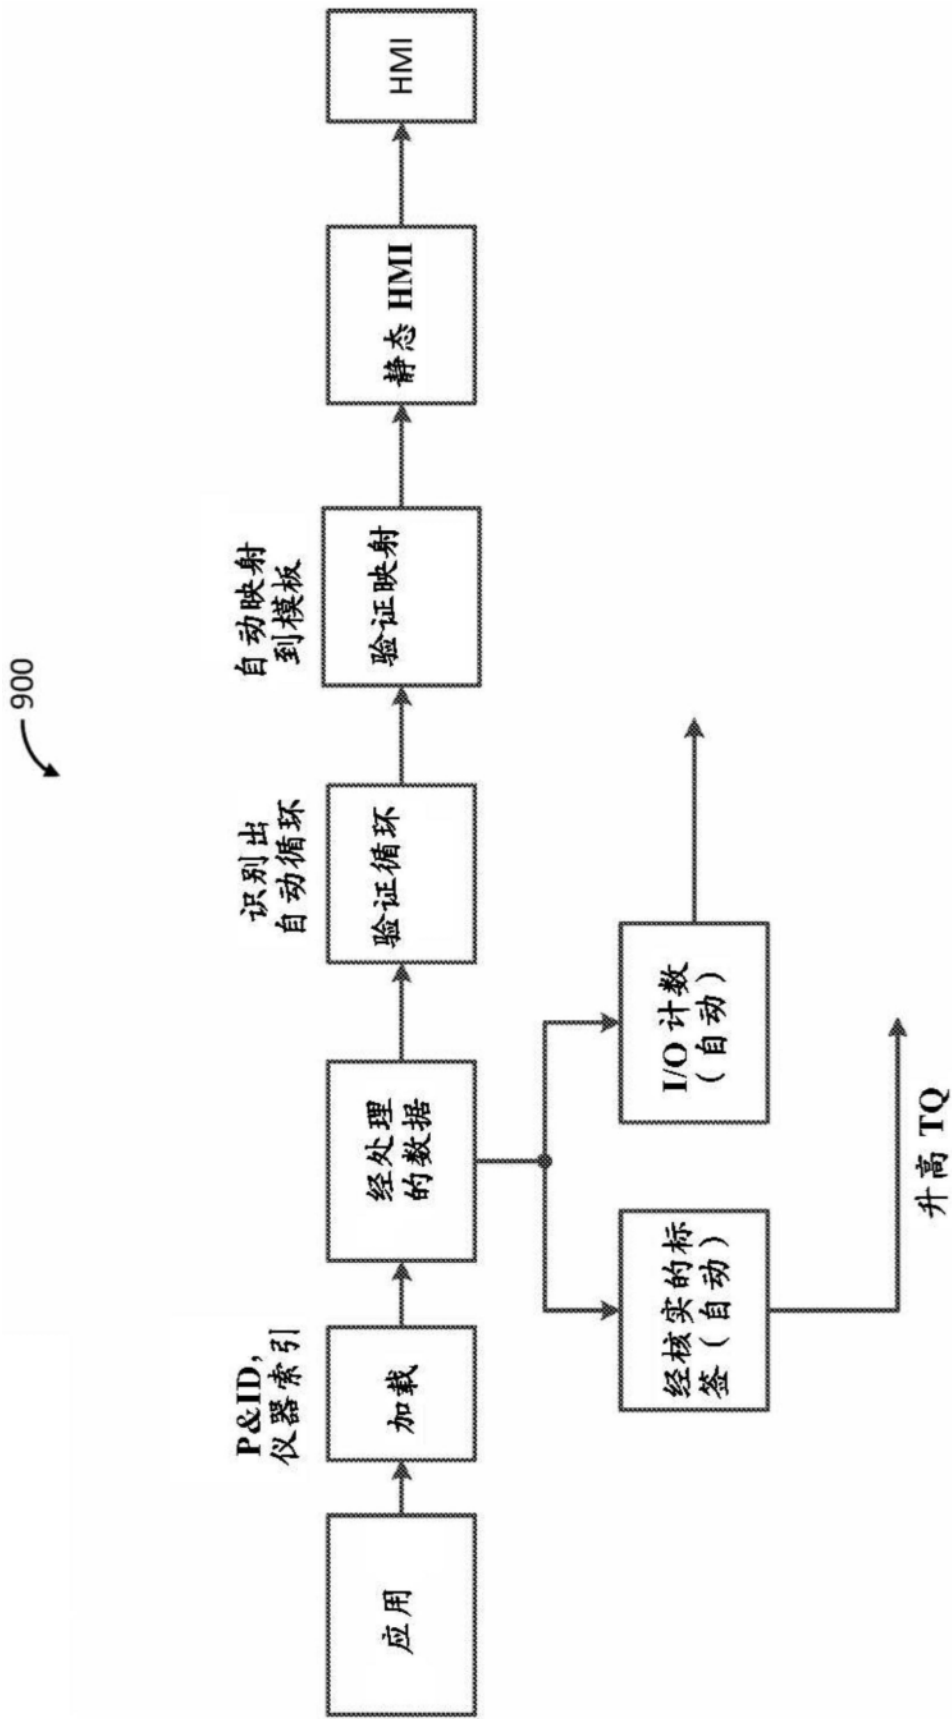 900
P&ID,
仪器索引
识别出
自动循环
自动映射
到模板
应用
加载
经处理
的数据
验证循环
验证映射
静态 HMI
HMI
经核实的标
签（自动）
I/O 计数
（自动）
升高 TQ